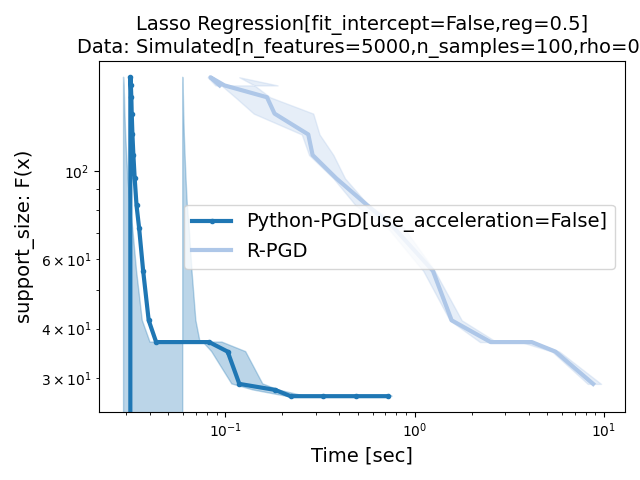 Lasso Regression[fit_intercept=False,reg=0.5]
Data: Simulated[n_features=5000,n_samples=100,rho=0
support_size: F(x)
10²
6 × 10¹
4 × 10¹
3 × 10¹
Python-PGD[use_acceleration=False]
R-PGD
10⁻¹ 10⁰ 10¹
Time [sec]